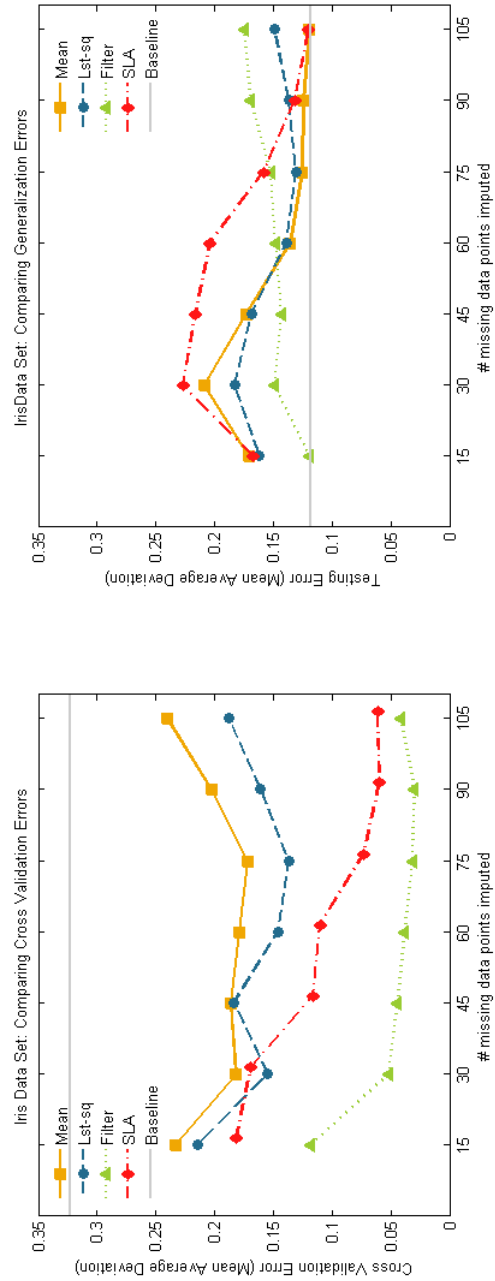 Iris Data Set: Comparing Cross Validation Errors
Cross Validation Error (Mean Average Deviation)
0.35
0.3
0.25
0.2
0.15
0.1
0.05
0
15
30
45
60
75
90
105
# missing data points imputed
Mean
Lst-sq
Filter
SLA
Baseline
IrisData Set: Comparing Generalization Errors
Testing Error (Mean Average Deviation)
0.35
0.3
0.25
0.2
0.15
0.1
0.05
0
15
30
45
60
75
90
105
# missing data points imputed
Mean
Lst-sq
Filter
SLA
Baseline